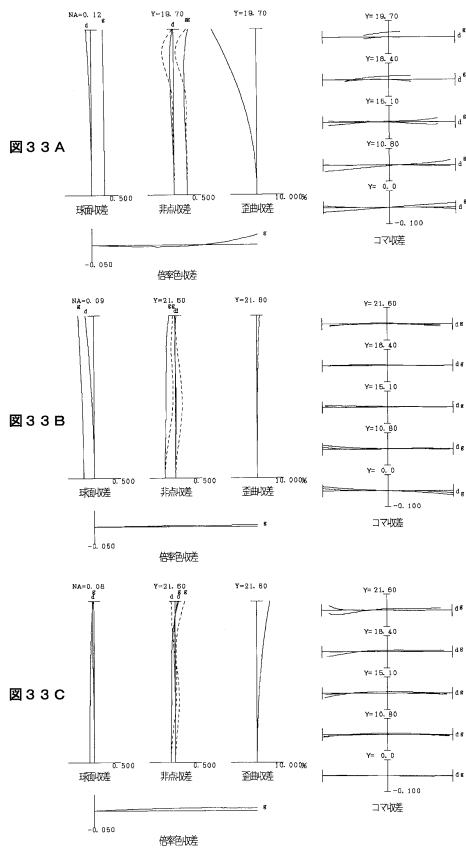 図33A
NA=0.12
d g
0.500
球面収差
Y=19.70
d gg
0.500
非点収差
Y=19.70
10.000%
歪曲収差
g
-0.050
倍率色収差
Y=19.70
d g
Y=18.40
d g
Y=15.10
d g
Y=10.80
d g
Y= 0.0
d g
-0.100
コマ収差
図33B
NA=0.09
g d
0.500
球面収差
Y=21.60
gg dd
0.500
非点収差
Y=21.60
10.000%
歪曲収差
g
-0.050
倍率色収差
Y=21.60
d g
Y=18.40
d g
Y=15.10
d g
Y=10.80
d g
Y= 0.0
d g
-0.100
コマ収差
図33C
NA=0.08
g
d
0.500
球面収差
Y=21.60
0.500
非点収差
Y=21.60
10.000%
歪曲収差
g
-0.050
倍率色収差
Y=21.60
d g
Y=18.40
d g
Y=15.10
d g
Y=10.80
d g
Y= 0.0
d g
-0.100
コマ収差